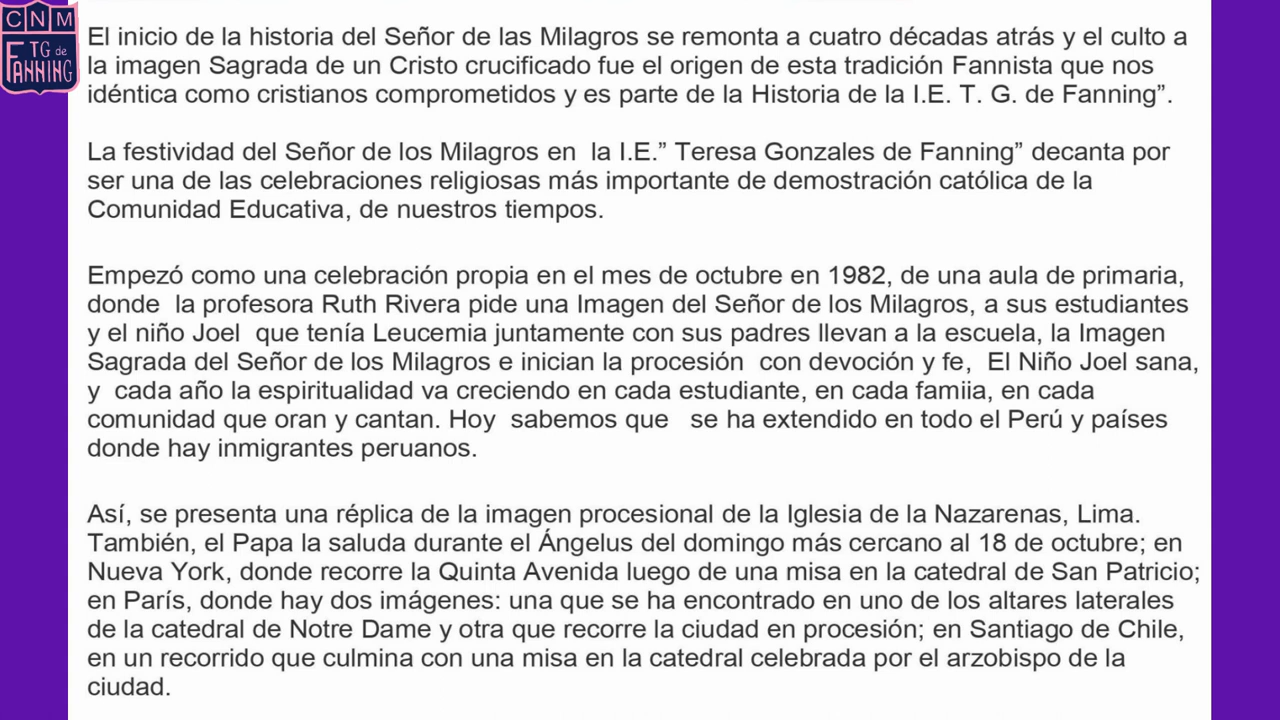 CNM
TG de
FANNING
El inicio de la historia del Señor de las Milagros se remonta a cuatro décadas atrás y el culto a
la imagen Sagrada de un Cristo crucificado fue el origen de esta tradición Fannista que nos
idéntica como cristianos comprometidos y es parte de la Historia de la I.E. T. G. de Fanning”.
La festividad del Señor de los Milagros en la I.E.” Teresa Gonzales de Fanning” decanta por
ser una de las celebraciones religiosas más importante de demostración católica de la
Comunidad Educativa, de nuestros tiempos.
Empezó como una celebración propia en el mes de octubre en 1982, de una aula de primaria,
donde la profesora Ruth Rivera pide una Imagen del Señor de los Milagros, a sus estudiantes
y el niño Joel que tenía Leucemia juntamente con sus padres llevan a la escuela, la Imagen
Sagrada del Señor de los Milagros e inician la procesión con devoción y fe, El Niño Joel sana,
y cada año la espiritualidad va creciendo en cada estudiante, en cada famiia, en cada
comunidad que oran y cantan. Hoy sabemos que se ha extendido en todo el Perú y países
donde hay inmigrantes peruanos.
Así, se presenta una réplica de la imagen procesional de la Iglesia de la Nazarenas, Lima.
También, el Papa la saluda durante el Ángelus del domingo más cercano al 18 de octubre; en
Nueva York, donde recorre la Quinta Avenida luego de una misa en la catedral de San Patricio;
en París, donde hay dos imágenes: una que se ha encontrado en uno de los altares laterales
de la catedral de Notre Dame y otra que recorre la ciudad en procesión; en Santiago de Chile,
en un recorrido que culmina con una misa en la catedral celebrada por el arzobispo de la
ciudad.